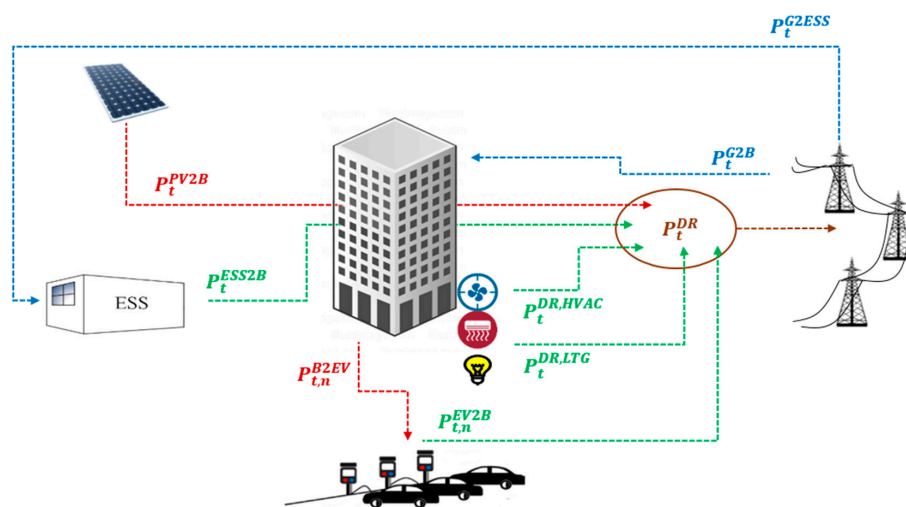 P_t^{G2ESS}
P_t^{G2B}
P_t^{PV2B}
P_t^{DR}
P_t^{ESS2B}
ESS
P_t^{DR,HVAC}
P_t^{DR,LTG}
P_{t,n}^{B2EV}
P_{t,n}^{EV2B}